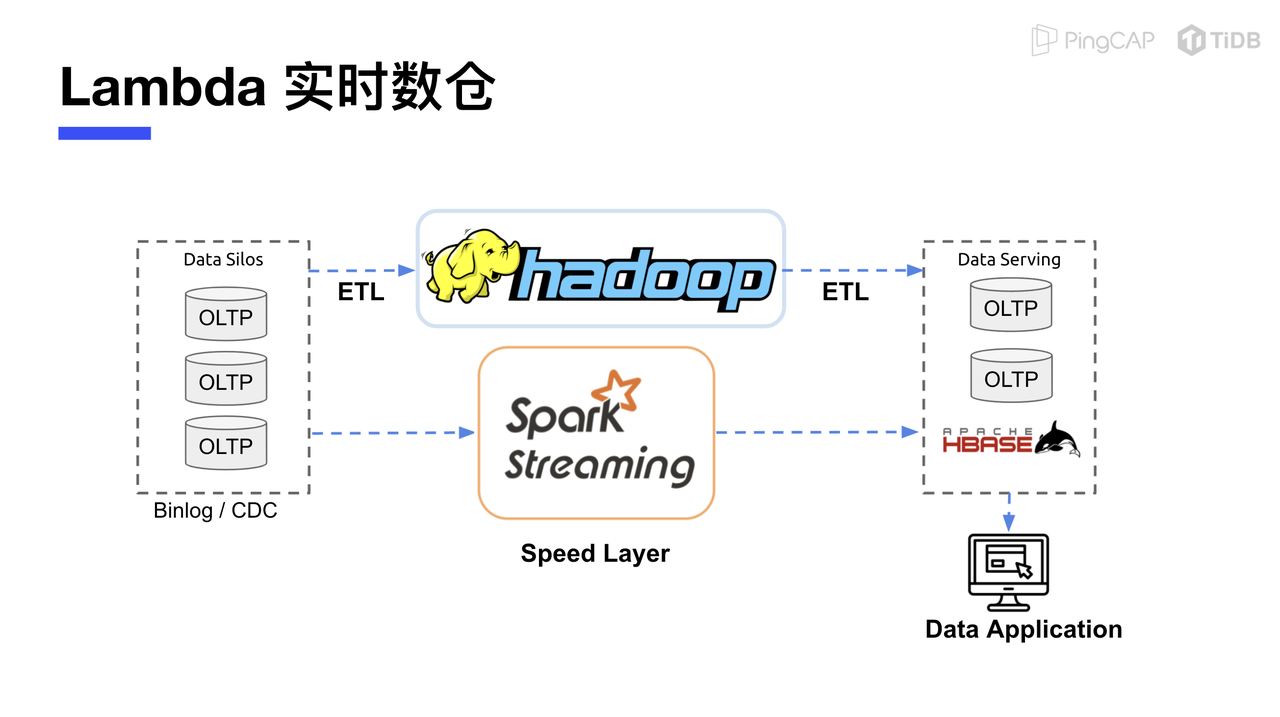 PingCAP TiDB
Lambda 实时数仓
Data Silos
OLTP
OLTP
OLTP
Binlog / CDC
ETL
hadoop
ETL
Spark
Streaming
Speed Layer
Data Serving
OLTP
OLTP
APACHE
HBASE
Data Application